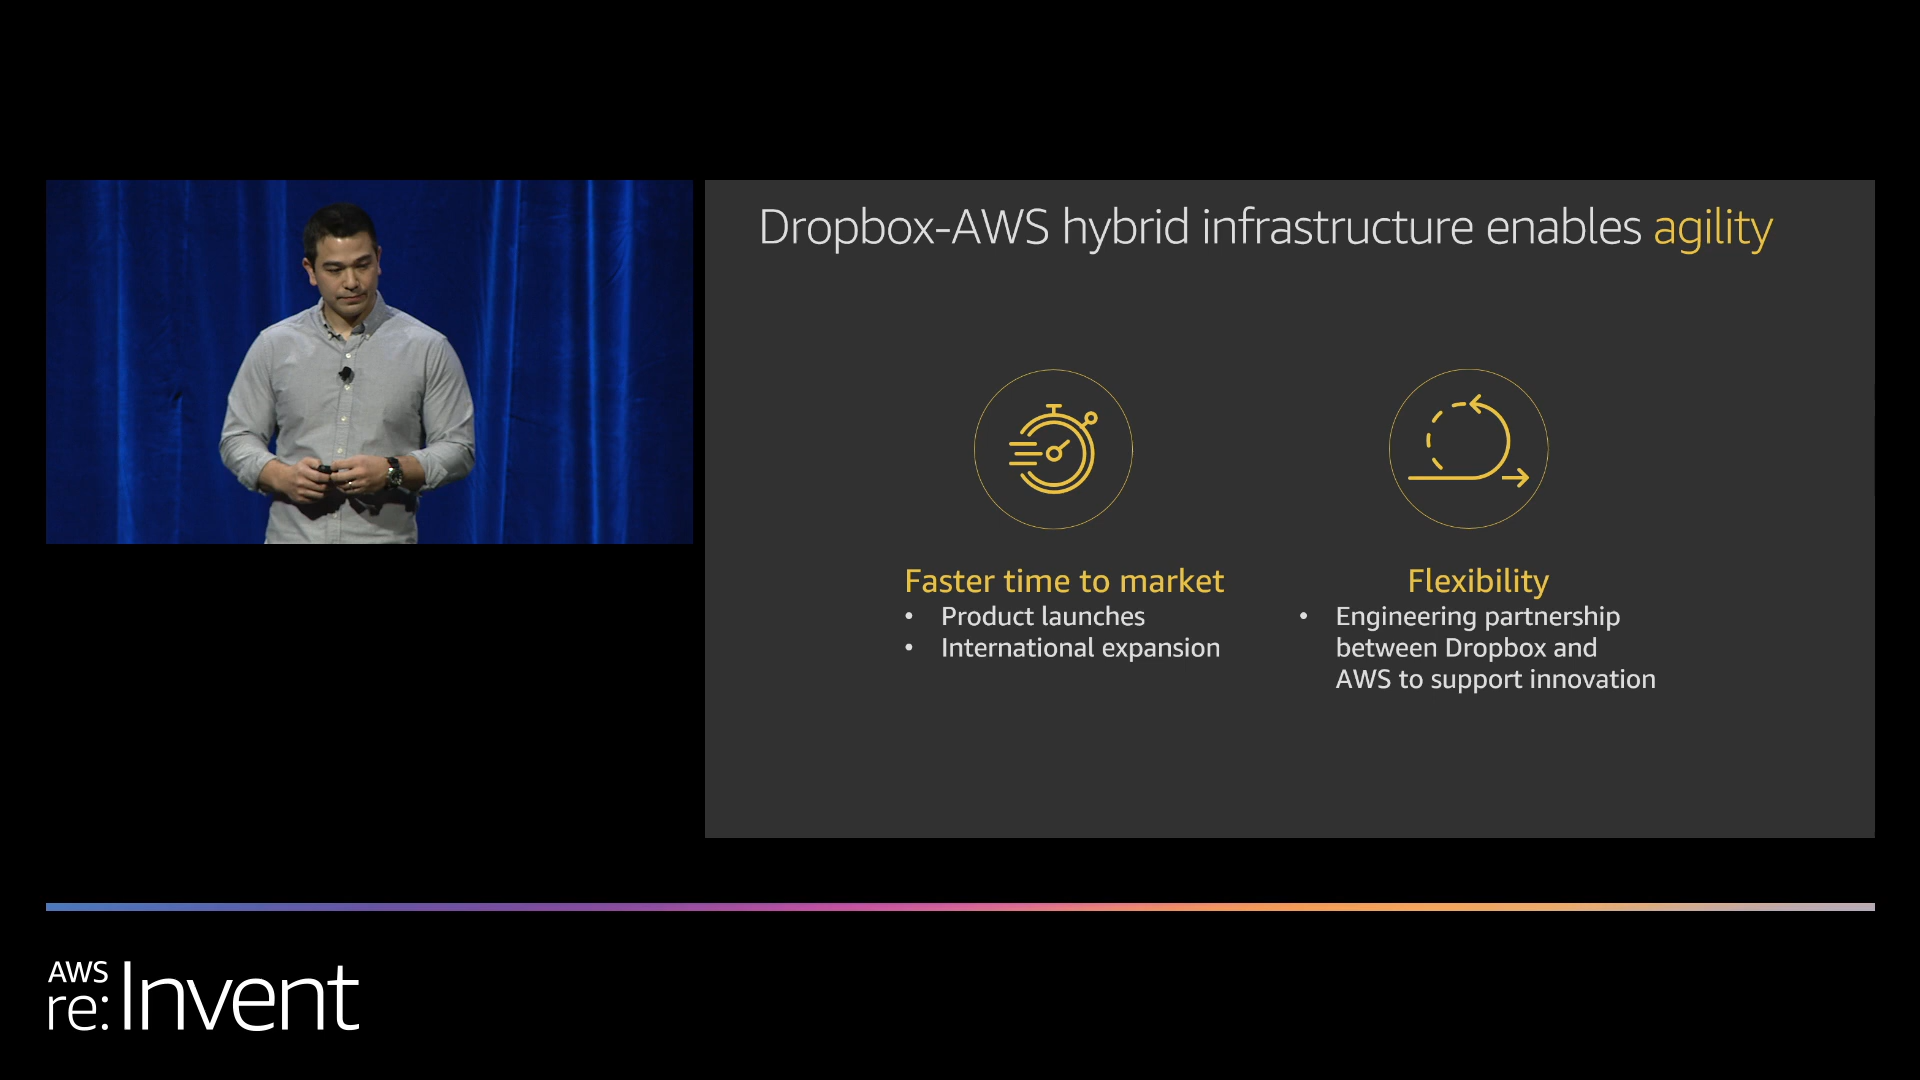 Dropbox-AWS hybrid infrastructure enables agility
Faster time to market
• Product launches
• International expansion
Flexibility
• Engineering partnership
between Dropbox and
AWS to support innovation
AWS
re:Invent